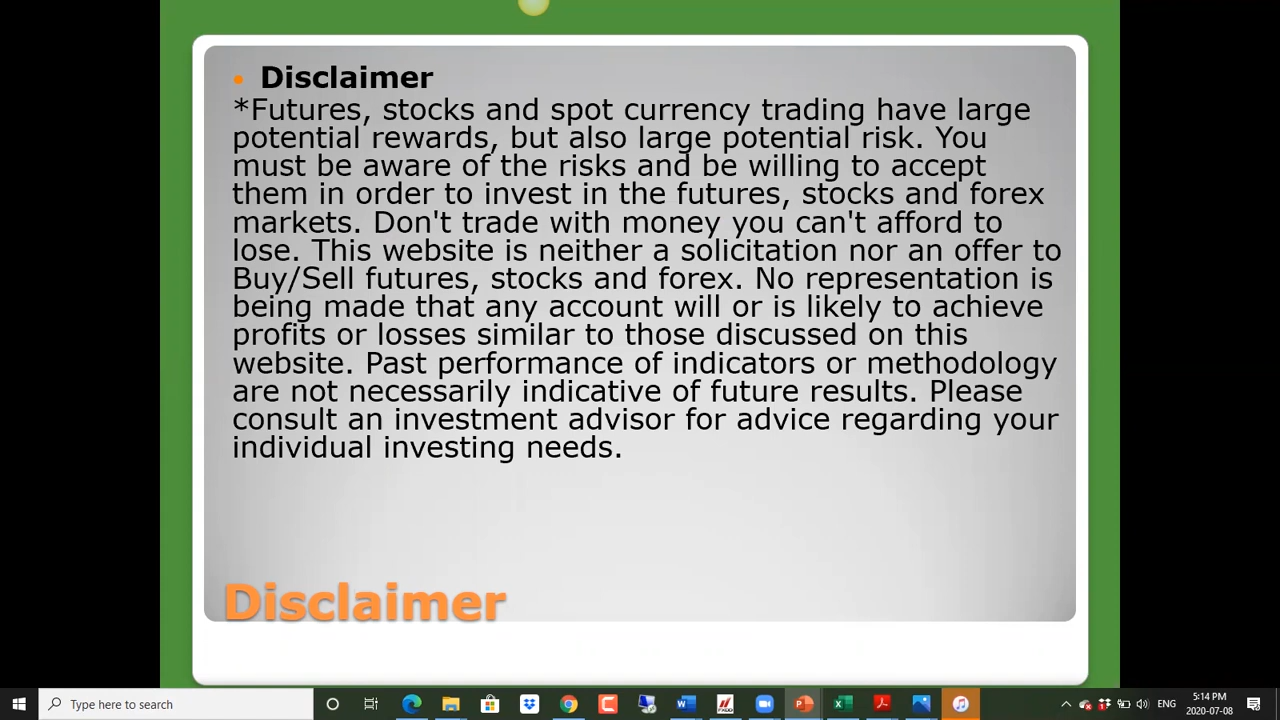 Disclaimer
*Futures, stocks and spot currency trading have large
potential rewards, but also large potential risk. You
must be aware of the risks and be willing to accept
them in order to invest in the futures, stocks and forex
markets. Don't trade with money you can't afford to
lose. This website is neither a solicitation nor an offer to
Buy/Sell futures, stocks and forex. No representation is
being made that any account will or is likely to achieve
profits or losses similar to those discussed on this
website. Past performance of indicators or methodology
are not necessarily indicative of future results. Please
consult an investment advisor for advice regarding your
individual investing needs.
Disclaimer
Type here to search
ENG
5:14 PM
2020-07-08